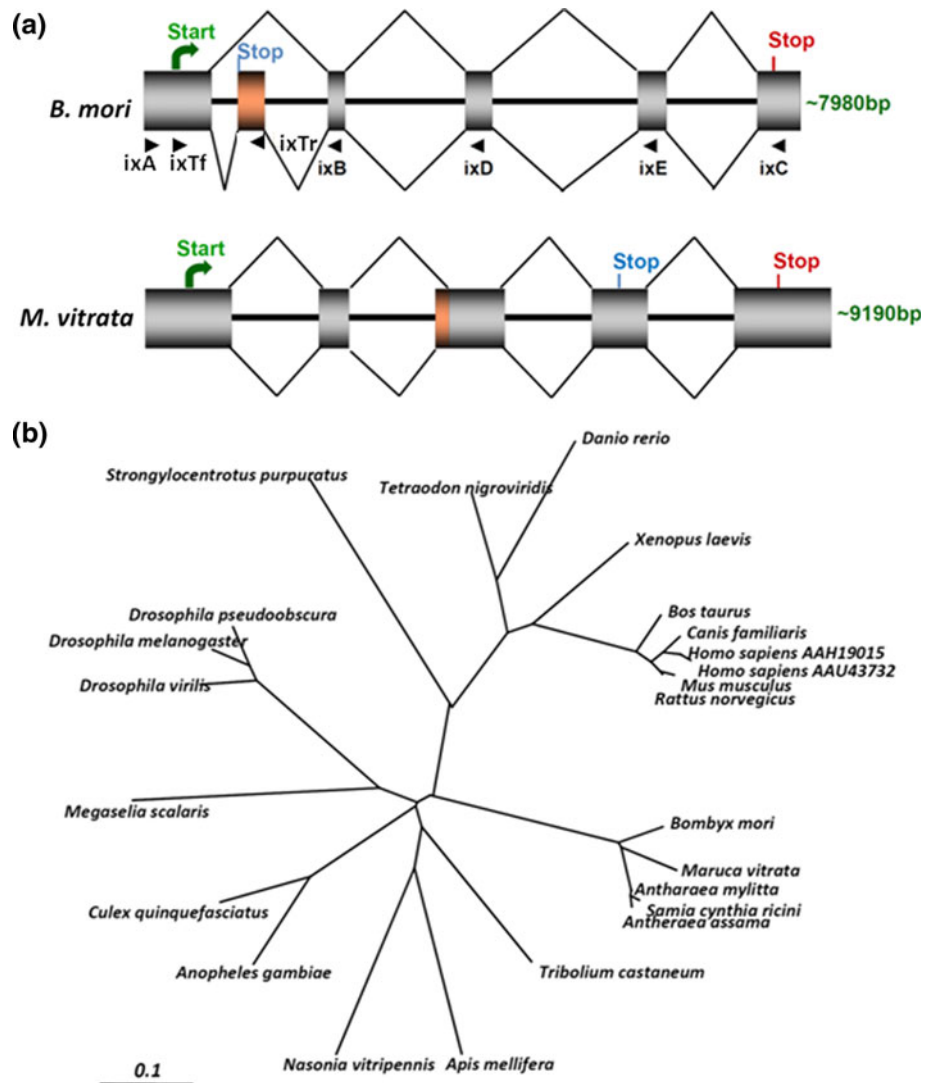 (a)
Start
Stop
Stop
B. mori
~7980bp
ixA
ixTf
ixTr
ixB
ixD
ixE
ixC
Start
Stop
Stop
M. vitrata
~9190bp
(b)
Danio rerio
Strongylocentrotus purpuratus
Tetraodon nigroviridis
Xenopus laevis
Drosophila pseudoobscura
Bos taurus
Canis familiaris
Drosophila melanogaster
Homo sapiens AAH19015
Homo sapiens AAU43732
Drosophila virilis
Mus musculus
Rattus norvegicus
Megaselia scalaris
Bombyx mori
Maruca vitrata
Antharaea mylitta
Culex quinquefasciatus
Samia cynthia ricini
Antheraea assama
Anopheles gambiae
Tribolium castaneum
Nasonia vitripennis
Apis mellifera
0.1